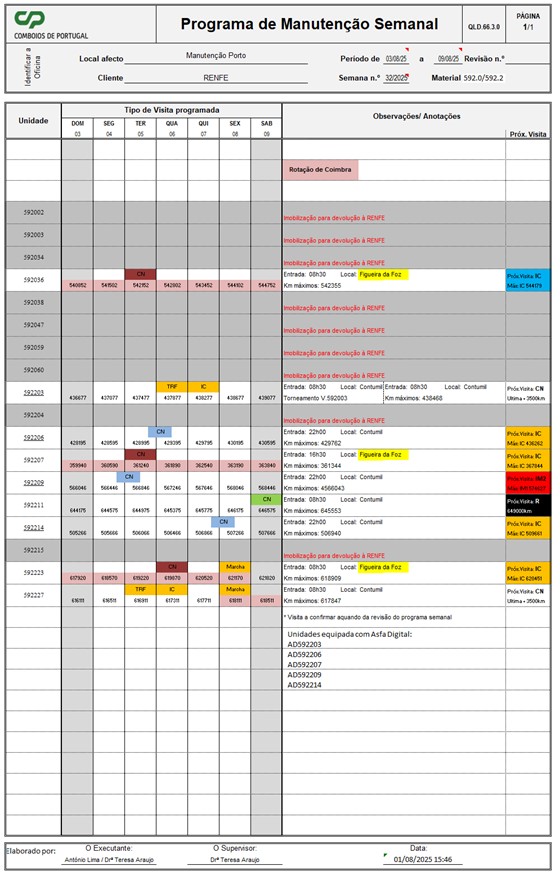 CP
COMBOIOS DE PORTUGAL
Programa de Manutenção Semanal
QLD.66.3.0
PÁGINA
1/1
Identificar a Oficina
Local afecto Manutenção Porto Periodo de 03/08/25 a 09/08/25 Revisão n.º
Cliente RENFE Semana n.º 32/2025 Material 592.0/592.2
Unidade Tipo de Visita programada Observações/ Anotações Próx. Visita
DOM SEG TER QUA QUI SEX SAB
03 04 05 06 07 08 09
Rotação de Coimbra
592002 Imobilização para devolução à RENFE
592003 Imobilização para devolução à RENFE
592034 Imobilização para devolução à RENFE
592036 CN Entrada: 08h30 Local: Figueira da Foz Próx.Visita: IC
540852 541502 542152 542802 543452 544102 544752 Km máximos: 542355 Máx IC 544179
592038 Imobilização para devolução à RENFE
592047 Imobilização para devolução à RENFE
592059 Imobilização para devolução à RENFE
592060 Imobilização para devolução à RENFE
592203 TRF IC Entrada: 08h30 Local: Contumil Entrada: 08h30 Local: Contumil Próx.Visita: CN
436677 437077 437477 437877 438277 438677 439077 Torneamento V.592003 Km máximos: 438468 Ultima + 3500km
592204 Imobilização para devolução à RENFE
592206 CN Entrada: 22h00 Local: Contumil Próx.Visita: IC
428195 428595 428995 429395 429795 430195 430595 Km máximos: 429762 Máx IC: 436262
592207 CN Entrada: 16h30 Local: Figueira da Foz Próx.Visita: IC
359940 360590 361240 361890 362540 363190 363840 Km máximos: 361344 Máx IC: 367844
592209 CN Entrada: 22h00 Local: Contumil
566046 566446 566846 567246 567646 568046 568446 Km máximos: 4566043
592211 CN Entrada: 08h30 Local: Contumil Próx.Visita: R
644175 644575 644975 645375 645775 646175 646575 Km máximos: 645553 649000km
592214 CN Entrada: 22h00 Local: Contumil Próx.Visita: IC
505266 505666 506066 506466 506866 507266 507666 Km máximos: 506940 Máx IC: 509661
592215 Imobilização para devolução à RENFE
592223 CN Marcha Entrada: 08h30 Local: Figueira da Foz Próx.Visita: IC
617920 618570 619220 619870 620520 621170 621820 Km máximos: 618909 Máx IC: 620451
592227 TRF IC Marcha Entrada: 08h30 Local: Contumil Próx.Visita: CN
616111 616511 616911 617311 617711 618111 618511 Km máximos: 617847 Ultima + 3500km
* Visita a confirmar aquando da revisão do programa semanal
Unidades equipada com Asfa Digital:
AD592203
AD592206
AD592207
AD592209
AD592214
Elaborado por: O Executante: O Supervisor: Data:
António Lima / Drª Teresa Araujo Drª Teresa Araujo 01/08/2025 15:46